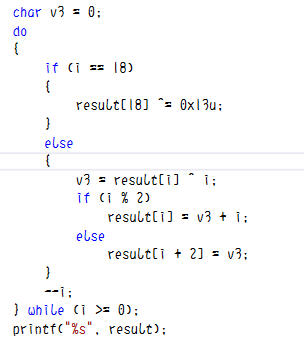 char v3 = 0;
do
{
    if (i == 18)
    {
        result[18] ^= 0x13u;
    }
    else
    {
        v3 = result[i] ^ i;
        if (i % 2)
            result[i] = v3 + i;
        else
            result[i + 2] = v3;
    }
    --i;
} while (i >= 0);
printf("%s", result);